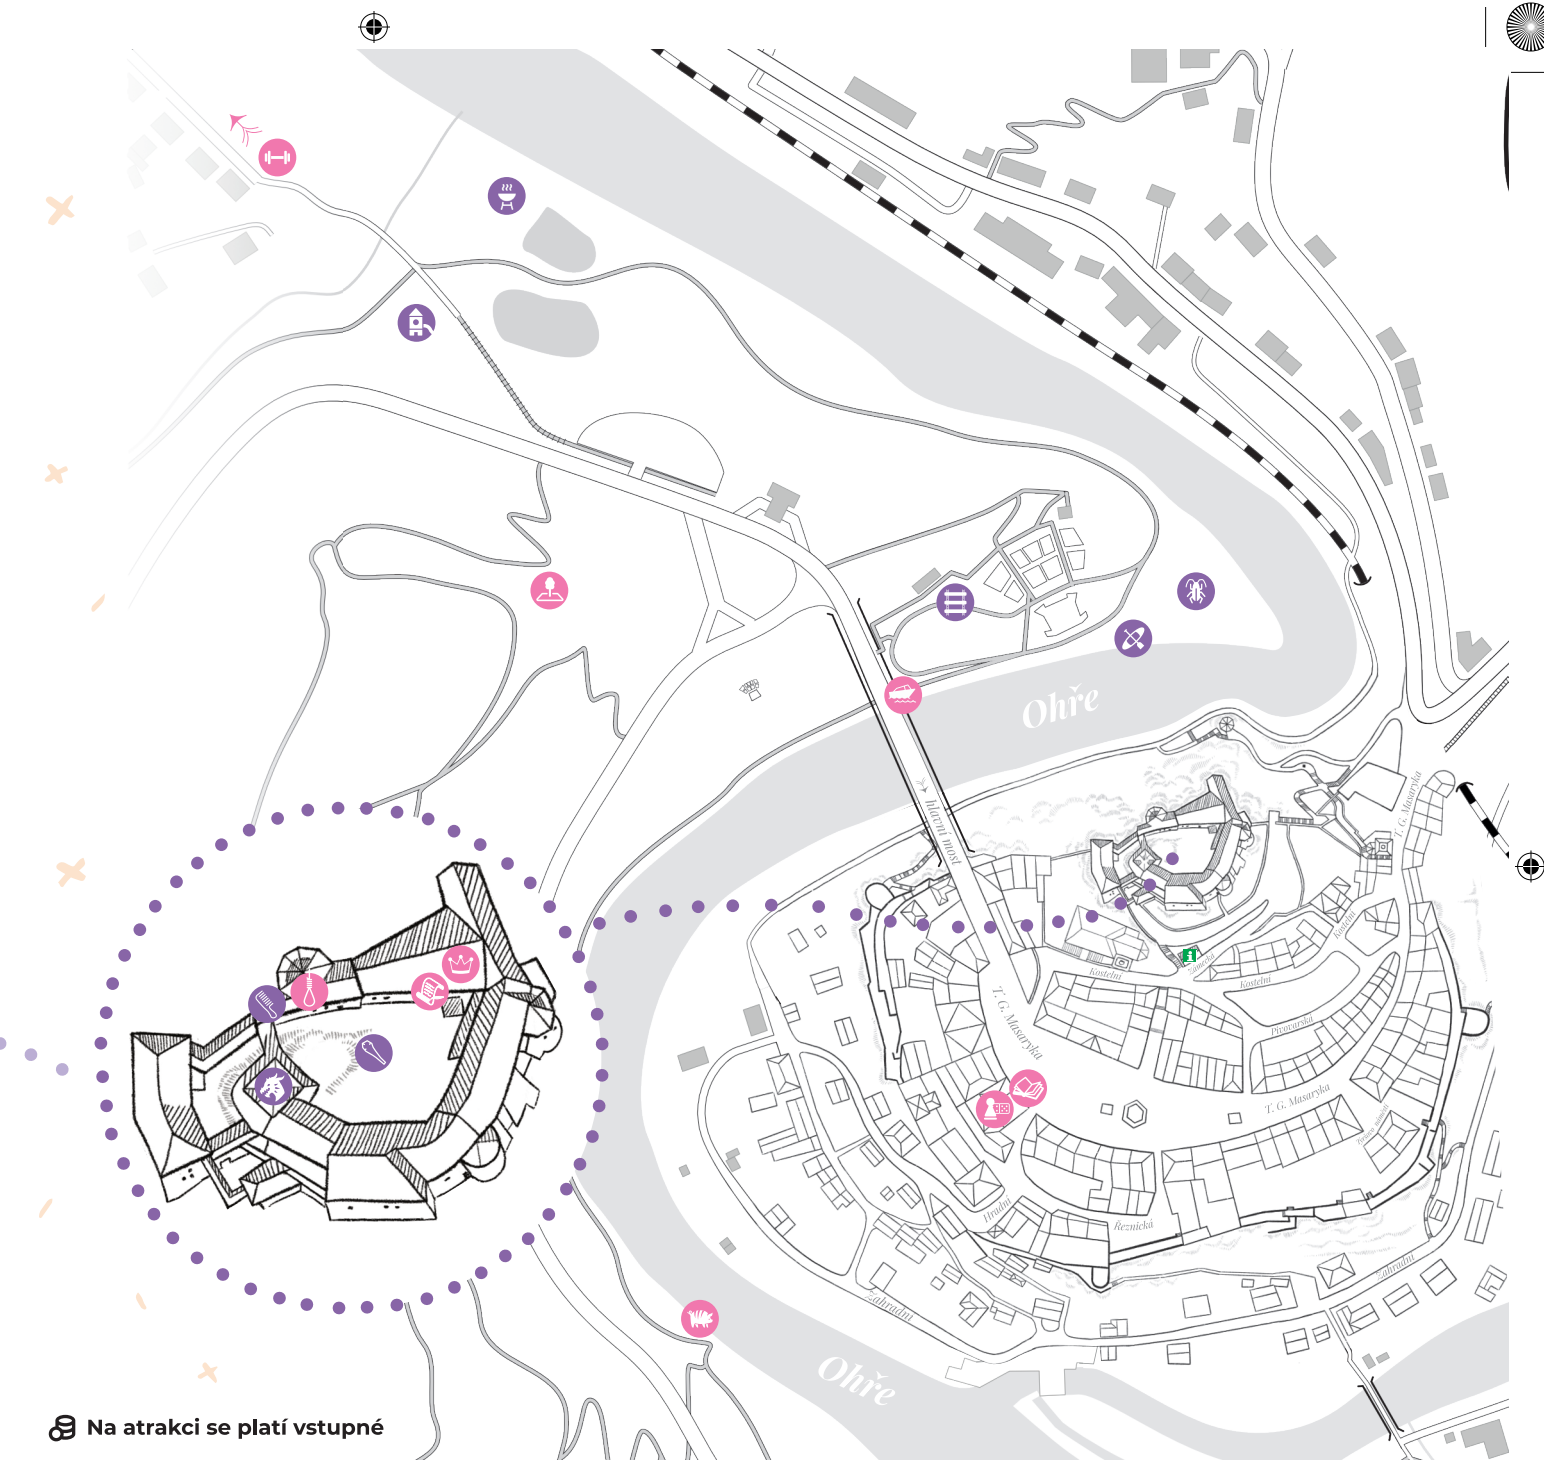 Ohře
hlavní most
T. G. Masaryka
Kostelní
Zámecká
Kostelní
Kostelní
T. G. Masaryka
Pivovarská
T. G. Masaryka
Hradní
Řeznická
Zahradní
Zahradní
Ohře
Na atrakci se platí vstupné